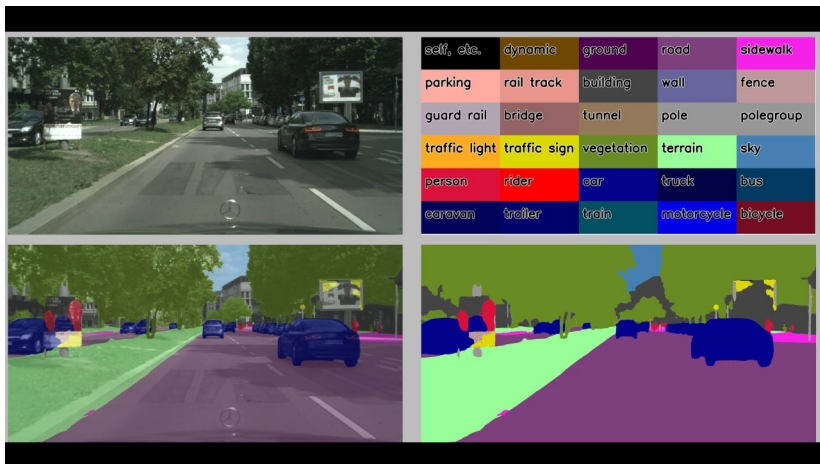 self, etc. dynamic ground road sidewalk
parking rail track building wall fence
guard rail bridge tunnel pole polegroup
traffic light traffic sign vegetation terrain sky
person rider car truck bus
caravan trailer train motorcycle bicycle